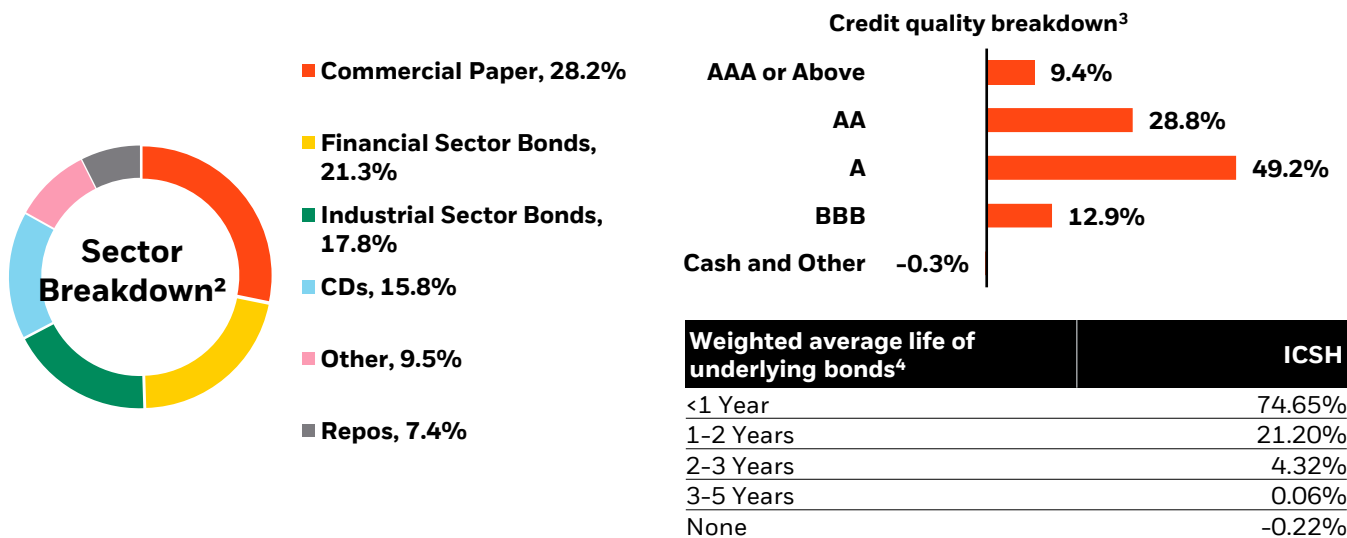 Sector
Breakdown²
Commercial Paper, 28.2%
Financial Sector Bonds,
21.3%
Industrial Sector Bonds,
17.8%
CDs, 15.8%
Other, 9.5%
Repos, 7.4%
Credit quality breakdown³
AAA or Above 9.4%
AA 28.8%
A 49.2%
BBB 12.9%
Cash and Other -0.3%
Weighted average life of
underlying bonds⁴ ICSH
<1 Year 74.65%
1-2 Years 21.20%
2-3 Years 4.32%
3-5 Years 0.06%
None -0.22%